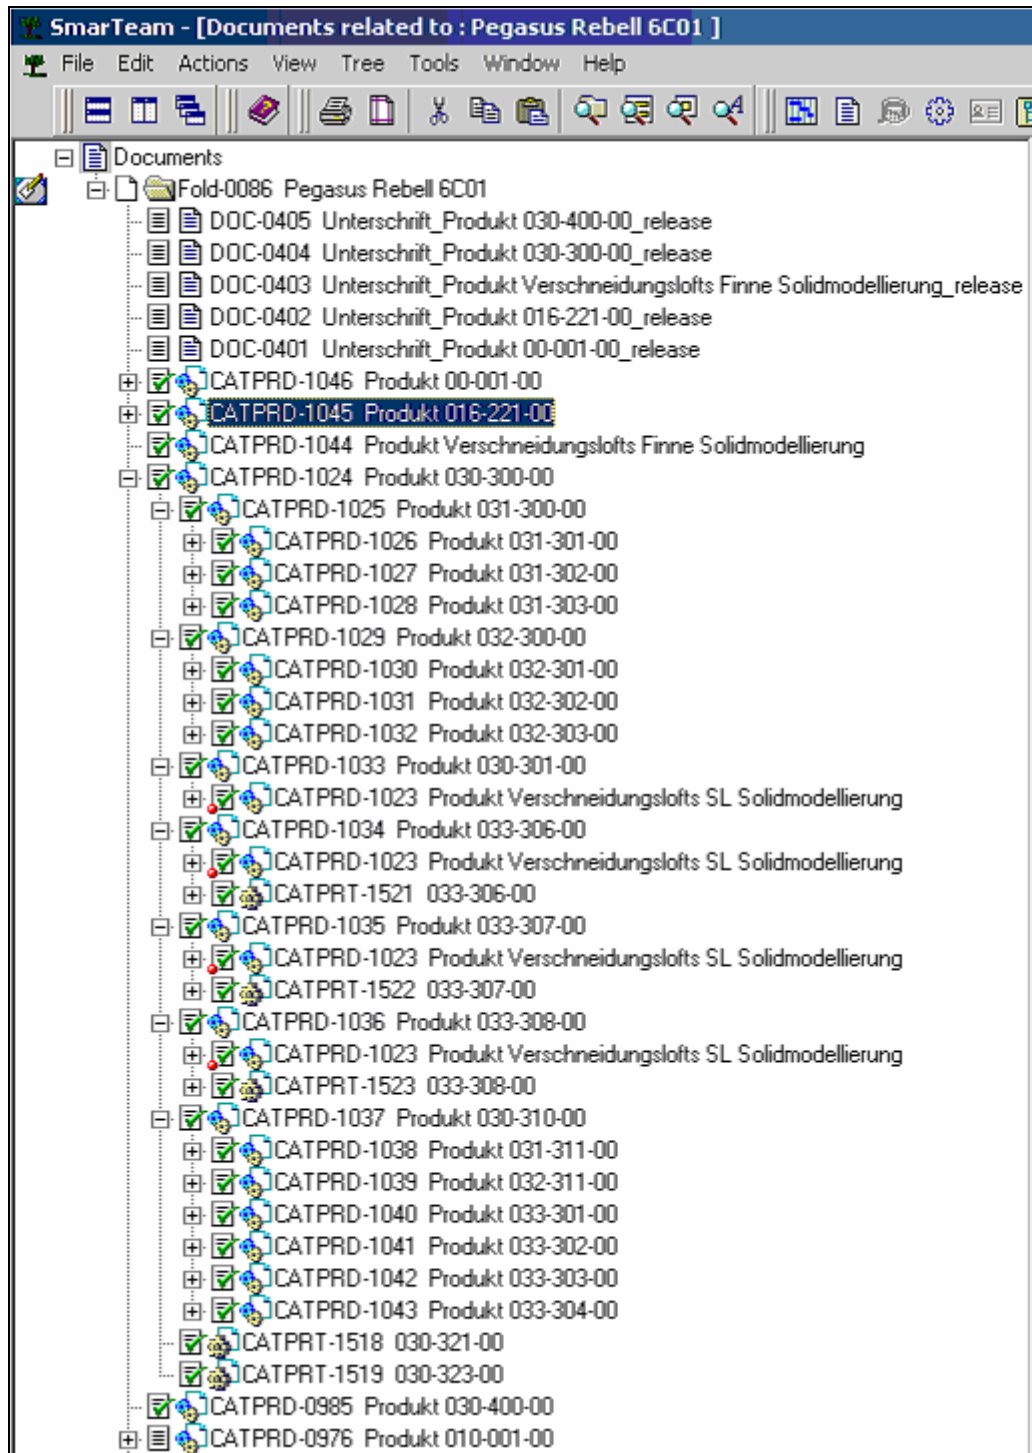 SmarTeam - [Documents related to : Pegasus Rebell 6C01 ]
File Edit Actions View Tree Tools Window Help
Documents
Fold-0086 Pegasus Rebell 6C01
DOC-0405 Unterschrift_Produkt 030-400-00_release
DOC-0404 Unterschrift_Produkt 030-300-00_release
DOC-0403 Unterschrift_Produkt Verschneidungslofts Finne Solidmodellierung_release
DOC-0402 Unterschrift_Produkt 016-221-00_release
DOC-0401 Unterschrift_Produkt 00-001-00_release
CATPRD-1046 Produkt 00-001-00
CATPRD-1045 Produkt 016-221-00
CATPRD-1044 Produkt Verschneidungslofts Finne Solidmodellierung
CATPRD-1024 Produkt 030-300-00
CATPRD-1025 Produkt 031-300-00
CATPRD-1026 Produkt 031-301-00
CATPRD-1027 Produkt 031-302-00
CATPRD-1028 Produkt 031-303-00
CATPRD-1029 Produkt 032-300-00
CATPRD-1030 Produkt 032-301-00
CATPRD-1031 Produkt 032-302-00
CATPRD-1032 Produkt 032-303-00
CATPRD-1033 Produkt 030-301-00
CATPRD-1023 Produkt Verschneidungslofts SL Solidmodellierung
CATPRD-1034 Produkt 033-306-00
CATPRD-1023 Produkt Verschneidungslofts SL Solidmodellierung
CATPRT-1521 033-306-00
CATPRD-1035 Produkt 033-307-00
CATPRD-1023 Produkt Verschneidungslofts SL Solidmodellierung
CATPRT-1522 033-307-00
CATPRD-1036 Produkt 033-308-00
CATPRD-1023 Produkt Verschneidungslofts SL Solidmodellierung
CATPRT-1523 033-308-00
CATPRD-1037 Produkt 030-310-00
CATPRD-1038 Produkt 031-311-00
CATPRD-1039 Produkt 032-311-00
CATPRD-1040 Produkt 033-301-00
CATPRD-1041 Produkt 033-302-00
CATPRD-1042 Produkt 033-303-00
CATPRD-1043 Produkt 033-304-00
CATPRT-1518 030-321-00
CATPRT-1519 030-323-00
CATPRD-0985 Produkt 030-400-00
CATPRD-0976 Produkt 010-001-00